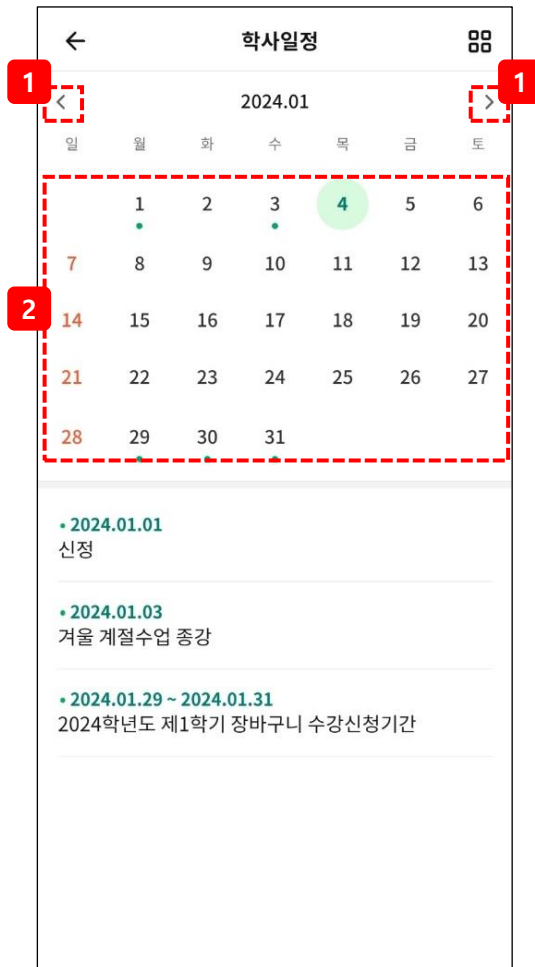 학사일정
1 1
< 2024.01 >
일 월 화 수 목 금 토
1 2 3 4 5 6
7 8 9 10 11 12 13
2
14 15 16 17 18 19 20
21 22 23 24 25 26 27
28 29 30 31
• 2024.01.01
신정
• 2024.01.03
겨울 계절수업 종강
• 2024.01.29 ~ 2024.01.31
2024학년도 제1학기 장바구니 수강신청기간